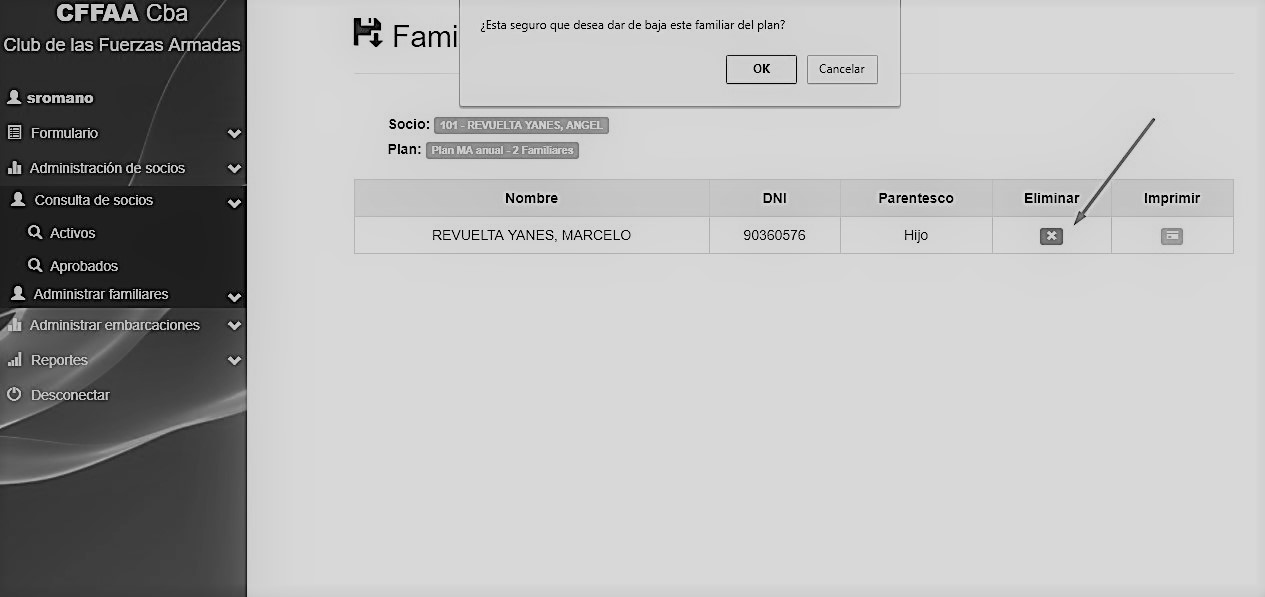 CFFAA Cba
Club de las Fuerzas Armadas
sromano
Formulario
Administración de socios
Consulta de socios
Activos
Aprobados
Administrar familiares
Administrar embarcaciones
Reportes
Desconectar
Fami
¿Esta seguro que desea dar de baja este familiar del plan?
OK Cancelar
Socio: 101 - REVUELTA YANES, ANGEL
Plan: Plan MA anual - 2 Familiares
Nombre DNI Parentesco Eliminar Imprimir
REVUELTA YANES, MARCELO 90360576 Hijo